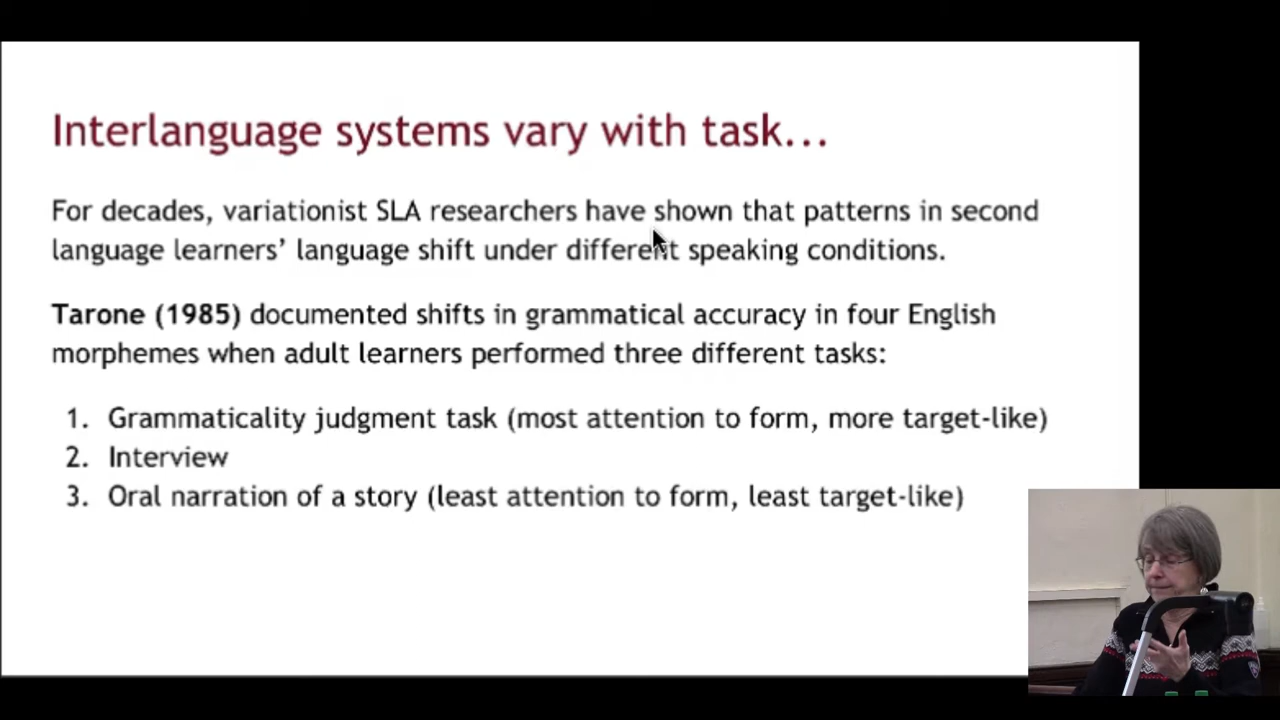 Interlanguage systems vary with task...
For decades, variationist SLA researchers have shown that patterns in second
language learners’ language shift under different speaking conditions.
Tarone (1985) documented shifts in grammatical accuracy in four English
morphemes when adult learners performed three different tasks:
1. Grammaticality judgment task (most attention to form, more target-like)
2. Interview
3. Oral narration of a story (least attention to form, least target-like)